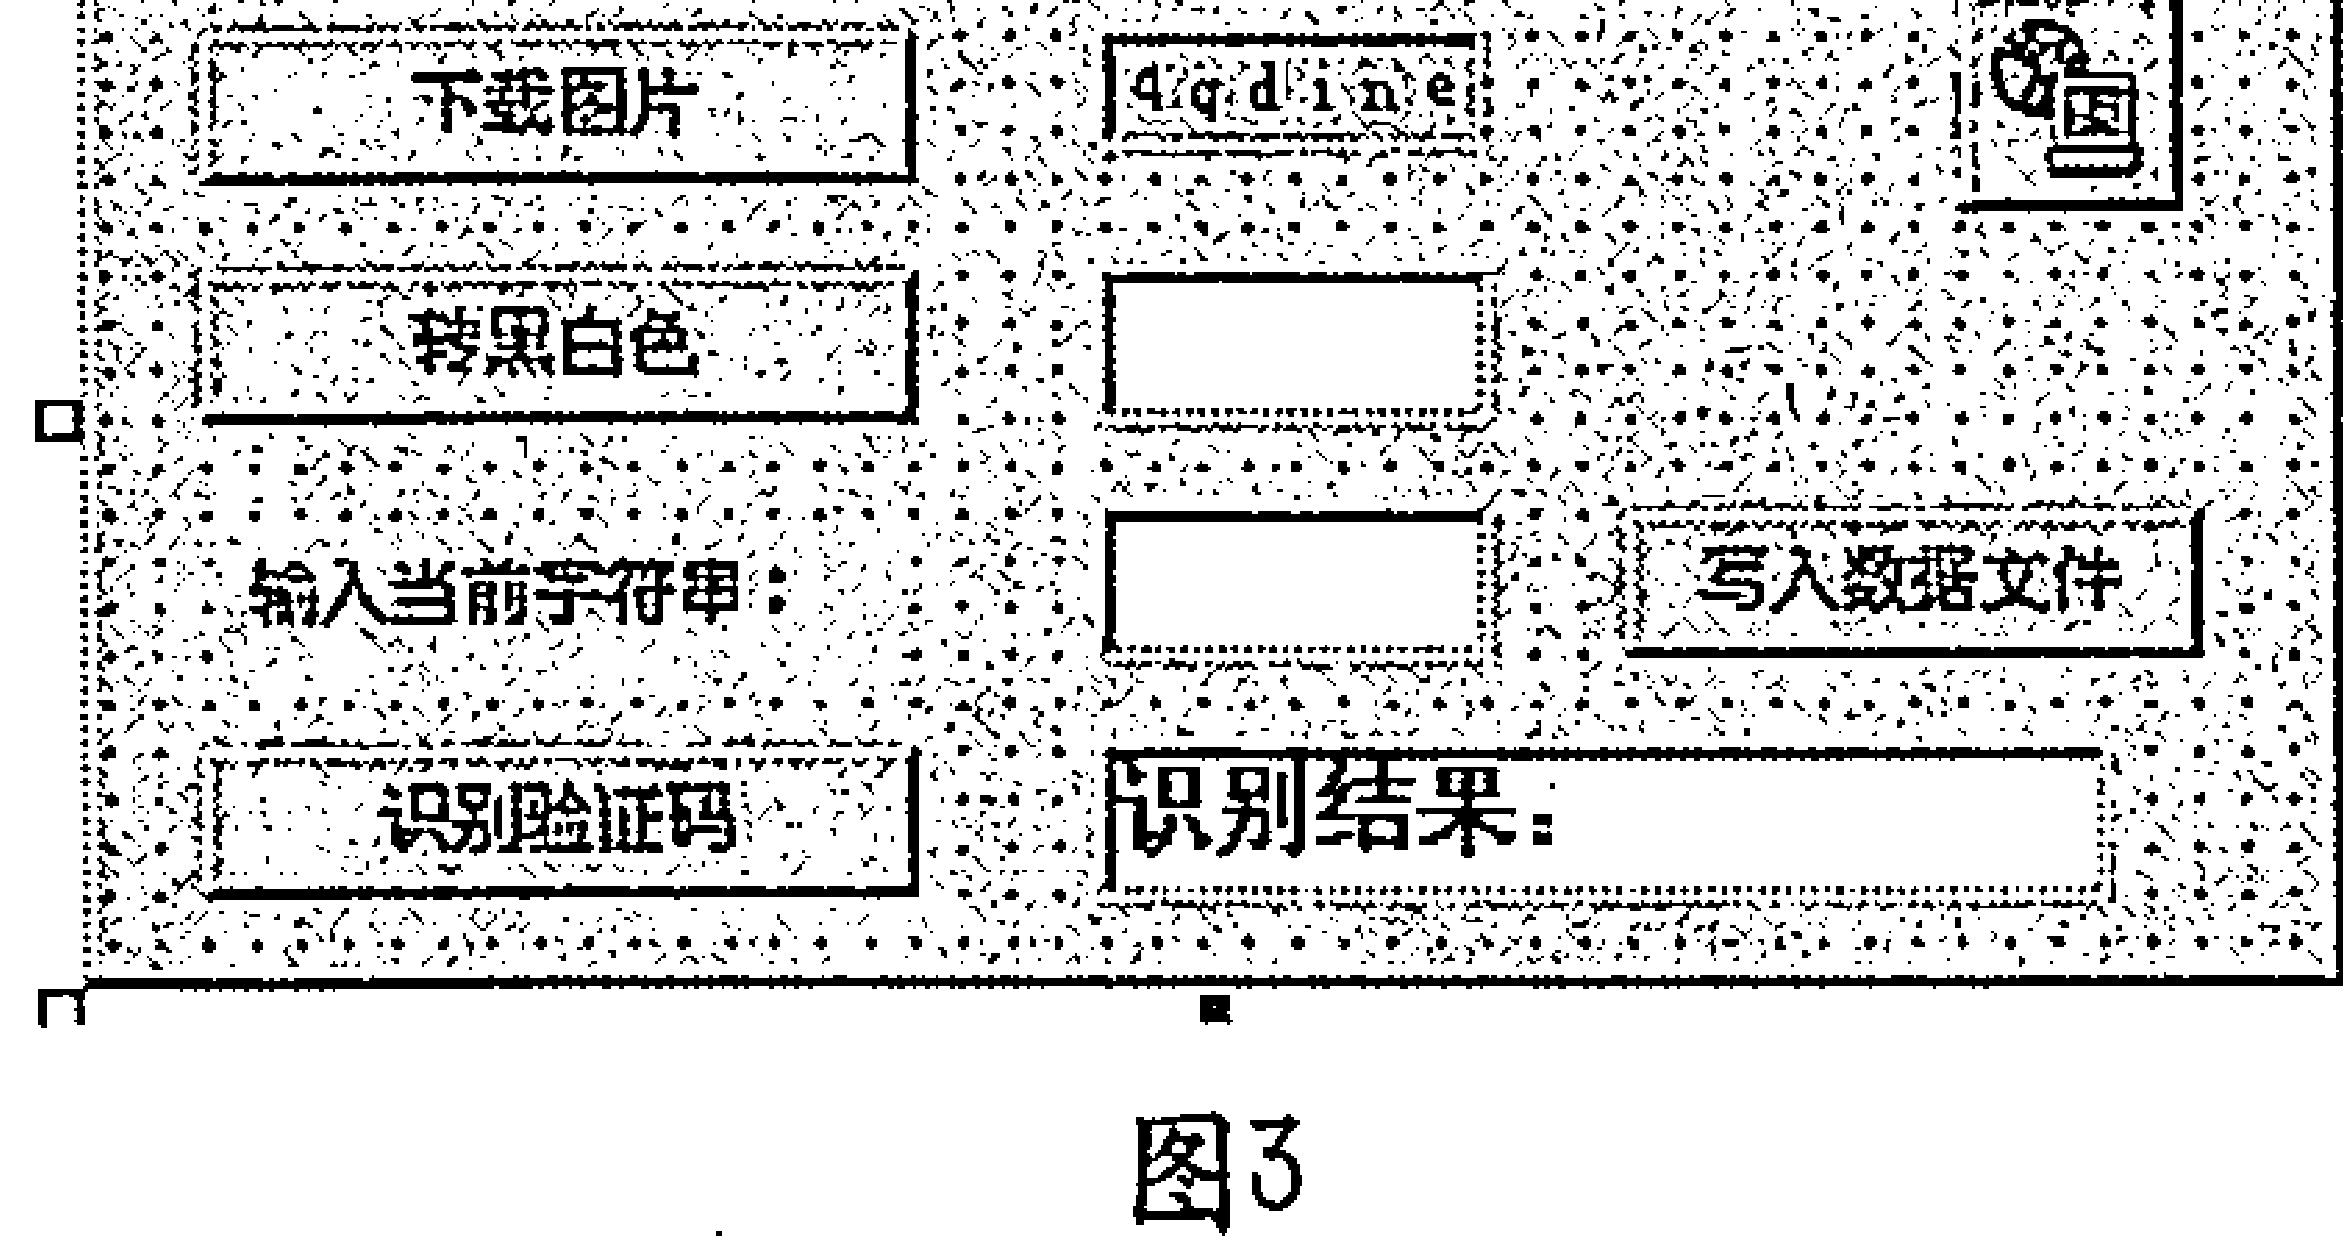 下载图片
qqdine
转黑白色
输入当前字符串：
写入数据文件
识别验证码
识别结果：
图3